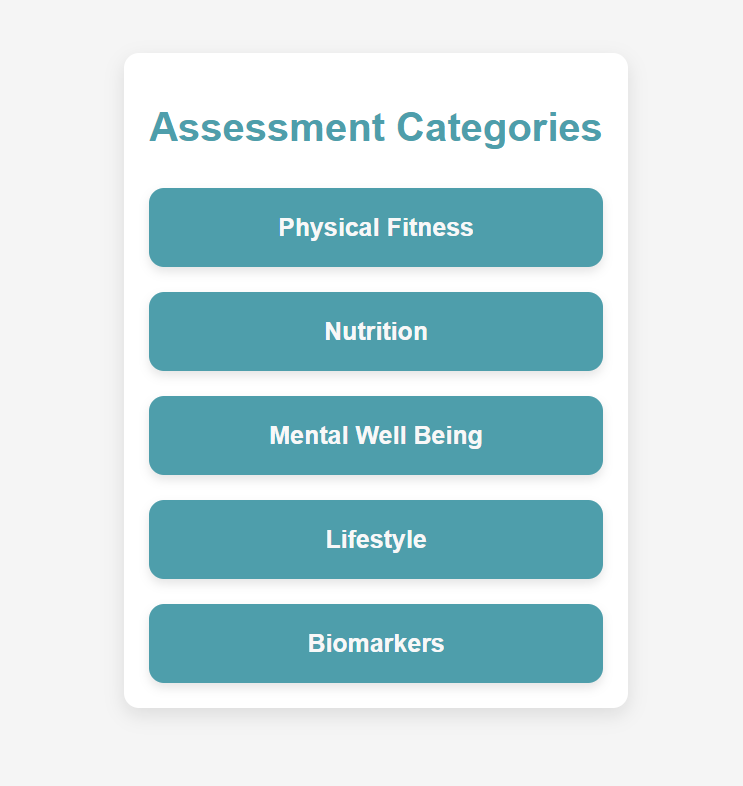 Assessment Categories
Physical Fitness
Nutrition
Mental Well Being
Lifestyle
Biomarkers